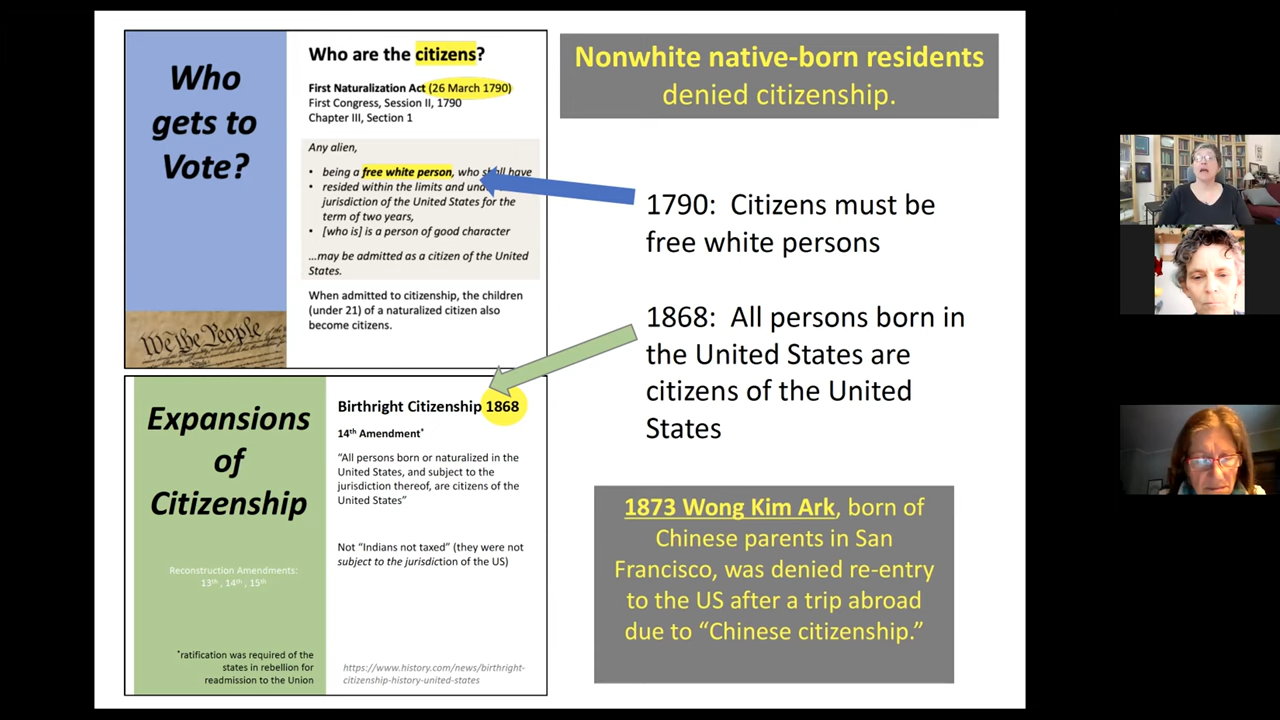 Who
gets to
Vote?
Who are the citizens?
First Naturalization Act (26 March 1790)
First Congress, Session II, 1790
Chapter III, Section 1
Any alien,
• being a free white person, who shall have
• resided within the limits and
jurisdiction of the United States for the
term of two years,
• [who is] is a person of good character
...may be admitted as a citizen of the United
States.
When admitted to citizenship, the children
(under 21) of a naturalized citizen also
become citizens.
We the People
Expansions
of
Citizenship
Reconstruction Amendments:
13th , 14th , 15th
*ratification was required of the
states in rebellion for
readmission to the Union
Birthright Citizenship 1868
14th Amendment*
“All persons born or naturalized in the
United States, and subject to the
jurisdiction thereof, are citizens of the
United States”
Not “Indians not taxed” (they were not
subject to the jurisdiction of the US)
https://www.history.com/news/birthright-
citizenship-history-united-states
Nonwhite native-born residents
denied citizenship.
1790: Citizens must be
free white persons
1868: All persons born in
the United States are
citizens of the United
States
1873 Wong Kim Ark, born of
Chinese parents in San
Francisco, was denied re-entry
to the US after a trip abroad
due to “Chinese citizenship.”